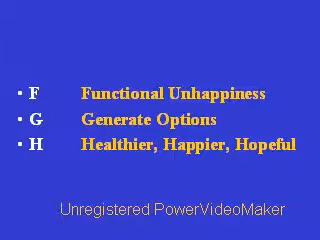 • F Functional Unhappiness
• G Generate Options
• H Healthier, Happier, Hopeful
Unregistered PowerVideoMaker